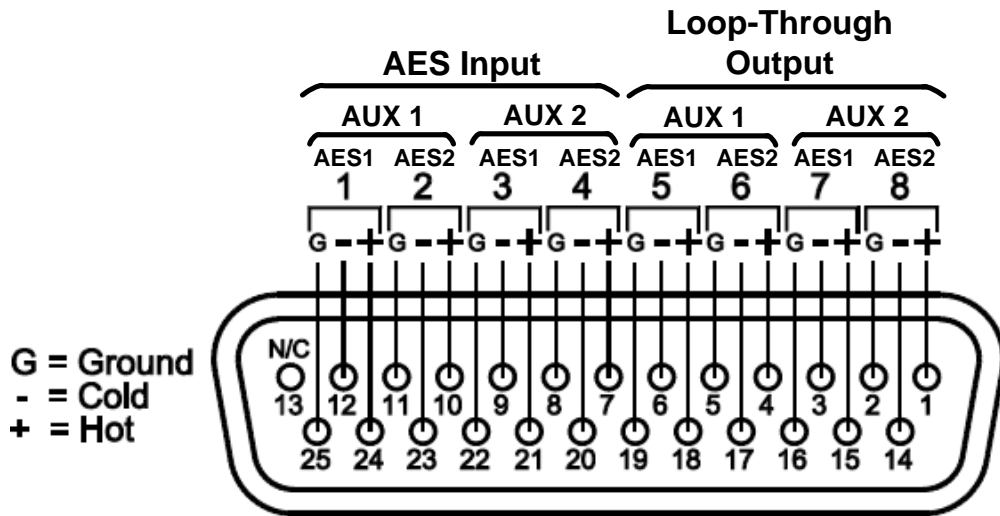 Loop-Through
Output
AES Input
AUX 1 AUX 2 AUX 1 AUX 2
AES1 AES2 AES1 AES2 AES1 AES2 AES1 AES2
1 2 3 4 5 6 7 8
G - + G - + G - + G - + G - + G - + G - + G - +
N/C
G = Ground
- = Cold
+ = Hot
13 12 11 10 9 8 7 6 5 4 3 2 1
25 24 23 22 21 20 19 18 17 16 15 14